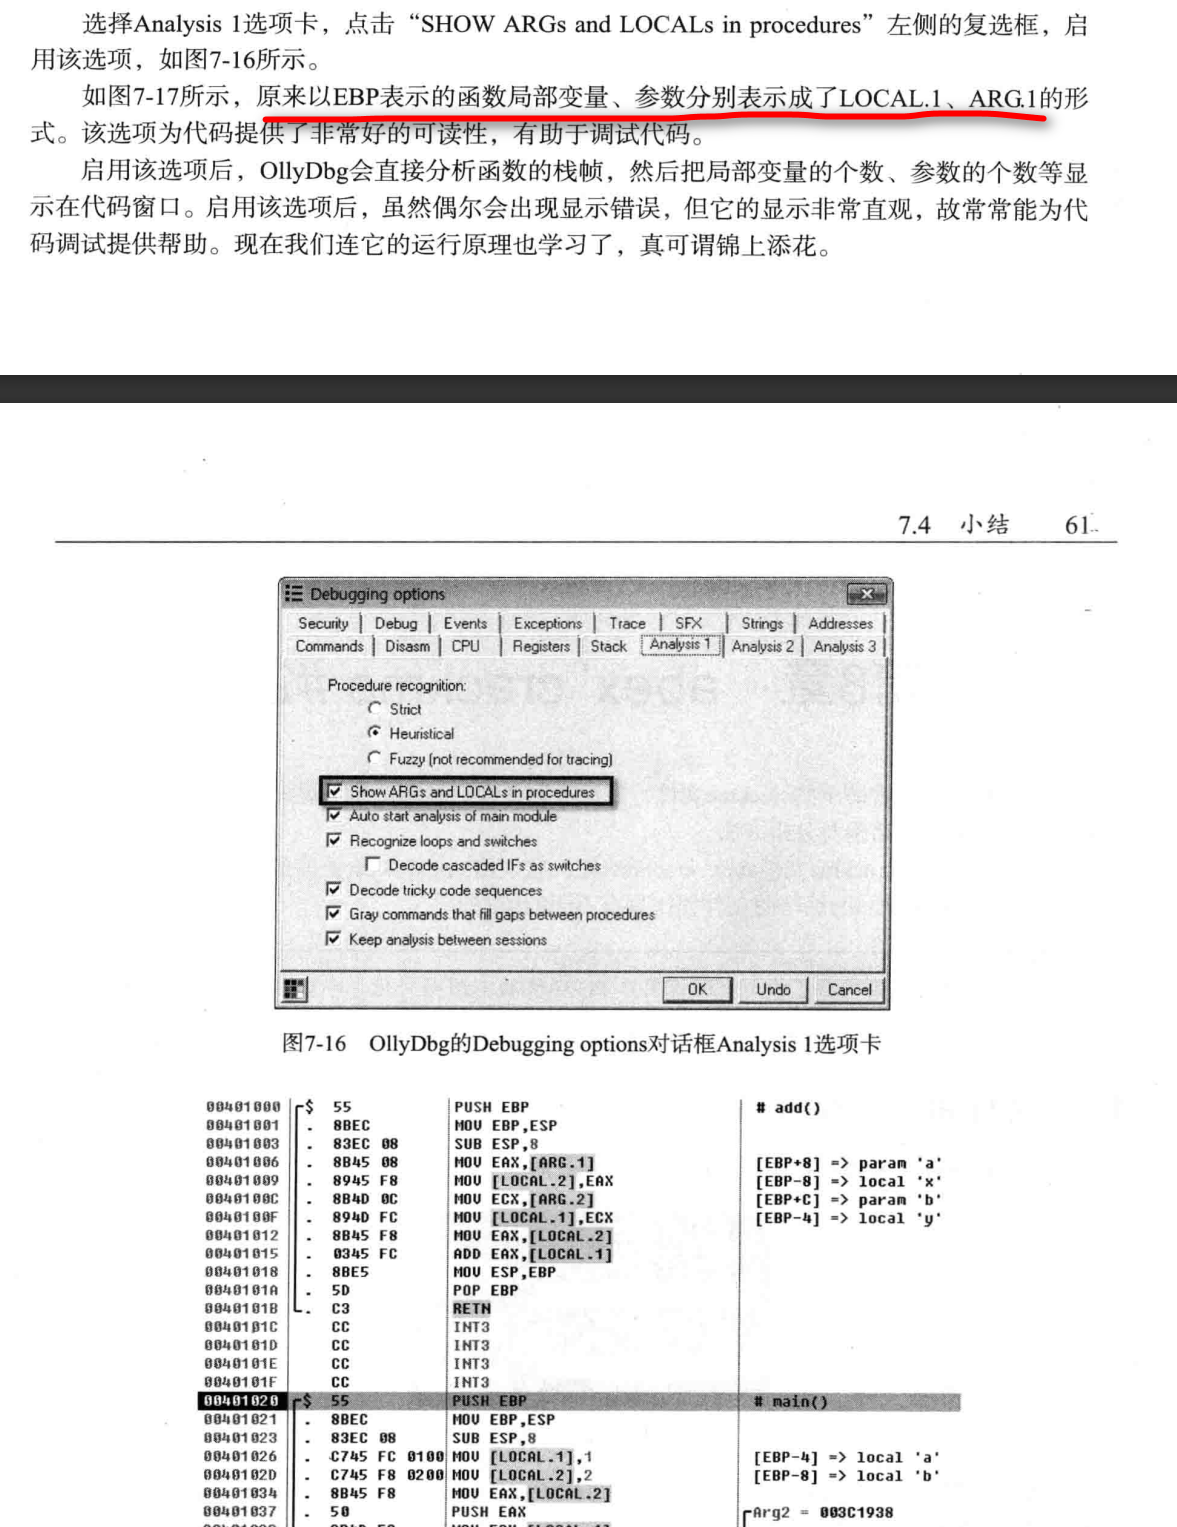 选择Analysis 1选项卡，点击“SHOW ARGs and LOCALs in procedures”左侧的复选框，启
用该选项，如图7-16所示。
如图7-17所示，原来以EBP表示的函数局部变量、参数分别表示成了LOCAL.1、ARG.1的形
式。该选项为代码提供了非常好的可读性，有助于调试代码。
启用该选项后，OllyDbg会直接分析函数的栈帧，然后把局部变量的个数、参数的个数等显
示在代码窗口。启用该选项后，虽然偶尔会出现显示错误，但它的显示非常直观，故常常能为代
码调试提供帮助。现在我们连它的运行原理也学习了，真可谓锦上添花。
7.4 小结 61
Debugging options
Security Debug Events Exceptions Trace SFX Strings Addresses
Commands Disasm CPU Registers Stack Analysis 1 Analysis 2 Analysis 3
Procedure recognition:
Strict
Heuristical
Fuzzy (not recommended for tracing)
Show ARGs and LOCALs in procedures
Auto start analysis of main module
Recognize loops and switches
Decode cascaded IFs as switches
Decode tricky code sequences
Gray commands that fill gaps between procedures
Keep analysis between sessions
OK Undo Cancel
图7-16 OllyDbg的Debugging options对话框Analysis 1选项卡
00401000 $ 55 PUSH EBP # add()
00401001 . 8BEC MOV EBP,ESP
00401003 . 83EC 08 SUB ESP,8
00401006 . 8B45 08 MOV EAX,[ARG.1] [EBP+8] => param 'a'
00401009 . 8945 F8 MOV [LOCAL.2],EAX [EBP-8] => local 'x'
0040100C . 8B4D 0C MOV ECX,[ARG.2] [EBP+C] => param 'b'
0040100F . 894D FC MOV [LOCAL.1],ECX [EBP-4] => local 'y'
00401012 . 8B45 F8 MOV EAX,[LOCAL.2]
00401015 . 0345 FC ADD EAX,[LOCAL.1]
00401018 . 8BE5 MOV ESP,EBP
0040101A . 5D POP EBP
0040101B . C3 RETN
0040101C CC INT3
0040101D CC INT3
0040101E CC INT3
0040101F CC INT3
00401020 $ 55 PUSH EBP # main()
00401021 . 8BEC MOV EBP,ESP
00401023 . 83EC 08 SUB ESP,8
00401026 . C745 FC 0100 MOV [LOCAL.1],1 [EBP-4] => local 'a'
0040102D . C745 F8 0200 MOV [LOCAL.2],2 [EBP-8] => local 'b'
00401034 . 8B45 F8 MOV EAX,[LOCAL.2]
00401037 . 50 PUSH EAX Arg2 = 003C1938